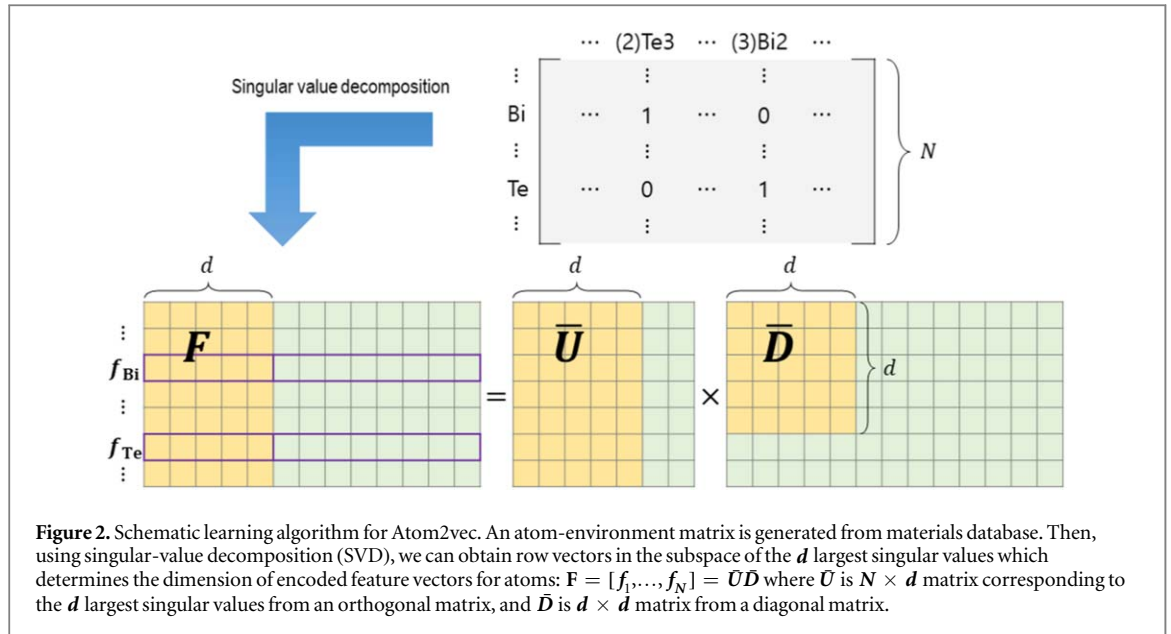 ··· (2)Te3 ··· (3)Bi2 ···
Singular value decomposition
⋮ ⋮ ⋮
Bi ··· 1 ··· 0 ···
⋮ ⋮ ⋮
N
Te ··· 0 ··· 1 ···
⋮ ⋮ ⋮
d d d
F Ū D̄
⋮
f_Bi
d
⋮
= ×
f_Te
⋮
Figure 2. Schematic learning algorithm for Atom2vec. An atom-environment matrix is generated from materials database. Then,
using singular-value decomposition (SVD), we can obtain row vectors in the subspace of the d largest singular values which
determines the dimension of encoded feature vectors for atoms: F = [f_1,…, f_N] = ŪD̄ where Ū is N × d matrix corresponding to
the d largest singular values from an orthogonal matrix, and D̄ is d × d matrix from a diagonal matrix.